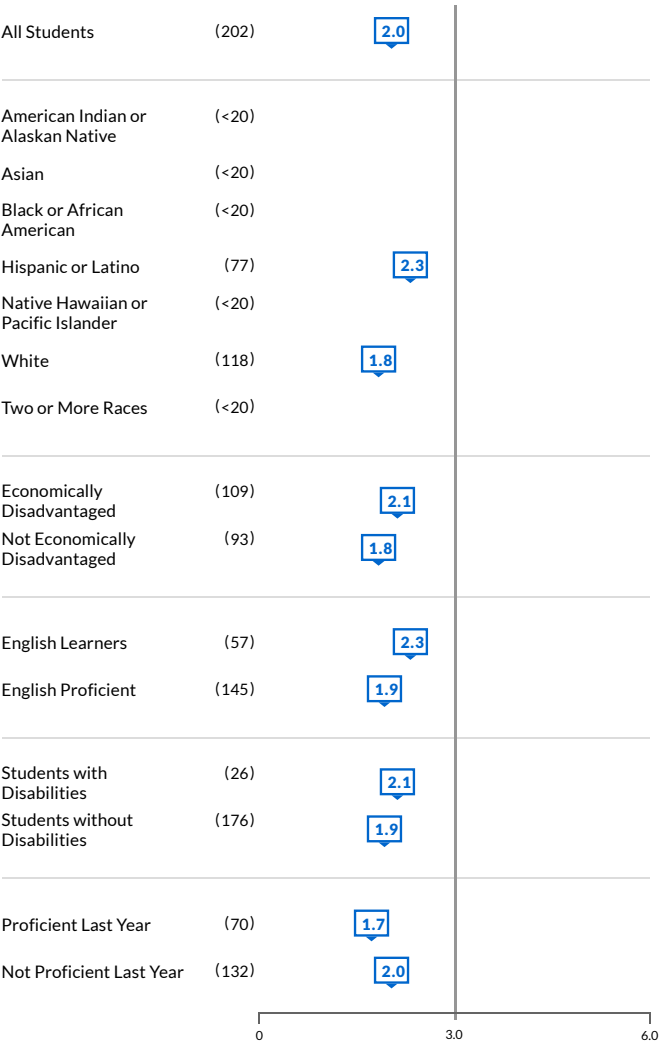 All Students (202) 2.0
American Indian or (<20)
Alaskan Native
Asian (<20)
Black or African (<20)
American
Hispanic or Latino (77) 2.3
Native Hawaiian or (<20)
Pacific Islander
White (118) 1.8
Two or More Races (<20)
Economically (109) 2.1
Disadvantaged
Not Economically (93) 1.8
Disadvantaged
English Learners (57) 2.3
English Proficient (145) 1.9
Students with (26) 2.1
Disabilities
Students without (176) 1.9
Disabilities
Proficient Last Year (70) 1.7
Not Proficient Last Year (132) 2.0
0 3.0 6.0